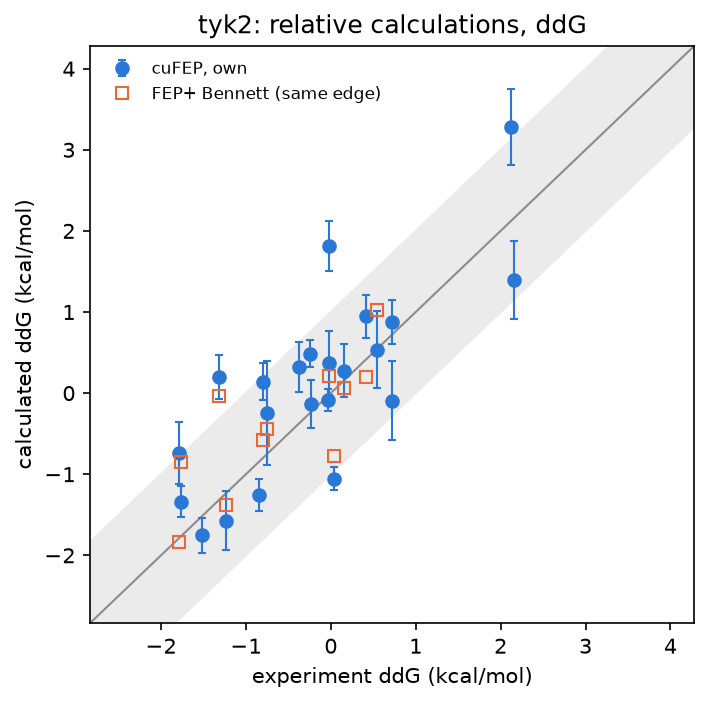 tyk2: relative calculations, ddG
cuFEP, own
FEP+ Bennett (same edge)
calculated ddG (kcal/mol)
4
3
2
1
0
−1
−2
−2
−1
0
1
2
3
4
experiment ddG (kcal/mol)